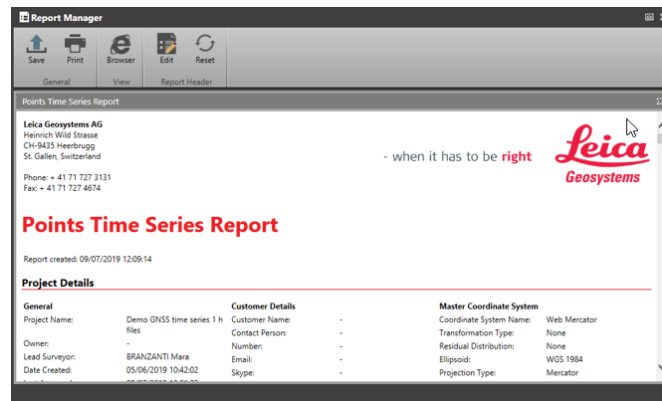 Report Manager
Save Print Browser Edit Reset
General View Report Header
Points Time Series Report
Leica Geosystems AG
Heinrich Wild Strasse
CH-9435 Heerbrugg
St. Gallen, Switzerland
Phone: + 41 71 727 3131
Fax: + 41 71 727 4674
- when it has to be right
Leica
Geosystems
Points Time Series Report
Report created: 09/07/2019 12:09:14
Project Details
General Customer Details Master Coordinate System
Project Name: Demo GNSS time series 1 h Customer Name: - Coordinate System Name: Web Mercator
files Contact Person: - Transformation Type: None
Owner: - Number: - Residual Distribution: None
Lead Surveyor: BRANZANTI Mara Email: - Ellipsoid: WGS 1984
Date Created: 05/06/2019 10:42:02 Skype: - Projection Type: Mercator